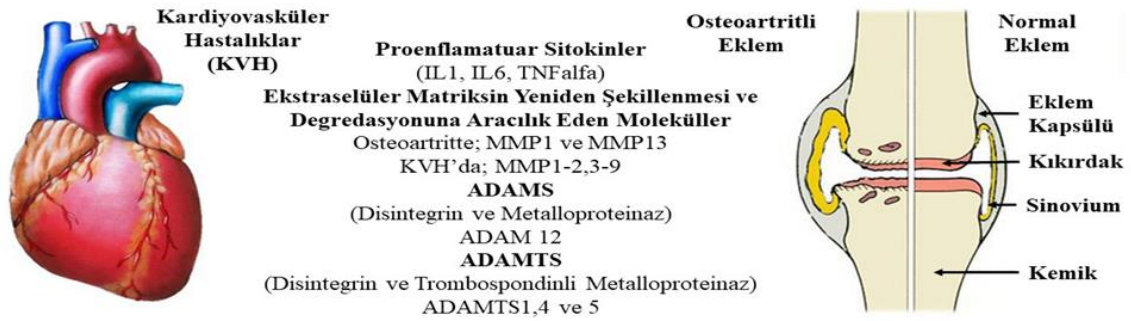 Kardiyovasküler
Hastalıklar
(KVH)
Proenflamatuar Sitokinler
(IL1, IL6, TNFalfa)
Ekstraselüler Matriksin Yeniden Şekillenmesi ve
Degredasyonuna Aracılık Eden Moleküller
Osteoartritte; MMP1 ve MMP13
KVH’da; MMP1-2,3-9
ADAMS
(Disintegrin ve Metalloproteinaz)
ADAM 12
ADAMTS
(Disintegrin ve Trombospondinli Metalloproteinaz)
ADAMTS1,4 ve 5
Osteoartritli
Eklem
Normal
Eklem
Eklem
Kapsülü
Kıkırdak
Sinovium
Kemik